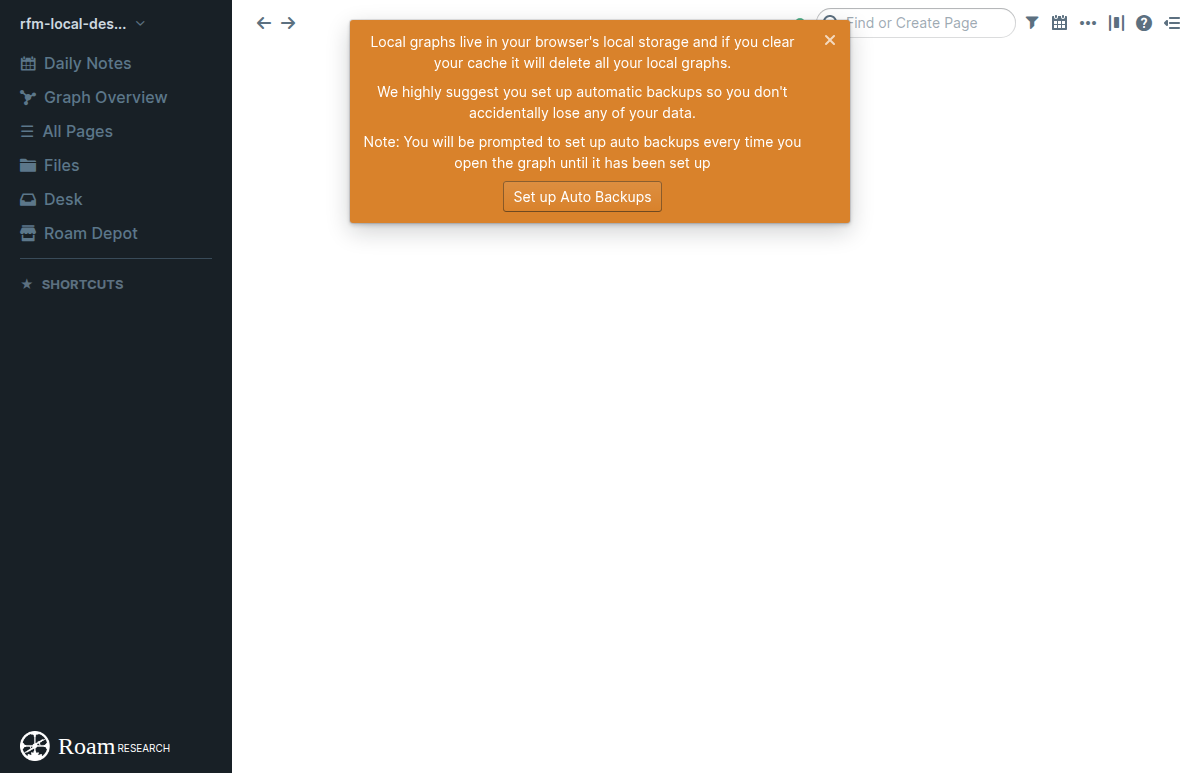 rfm-local-des...
Daily Notes
Graph Overview
All Pages
Files
Desk
Roam Depot
SHORTCUTS
Roam RESEARCH
Find or Create Page
Local graphs live in your browser's local storage and if you clear
your cache it will delete all your local graphs.
We highly suggest you set up automatic backups so you don't
accidentally lose any of your data.
Note: You will be prompted to set up auto backups every time you
open the graph until it has been set up
Set up Auto Backups